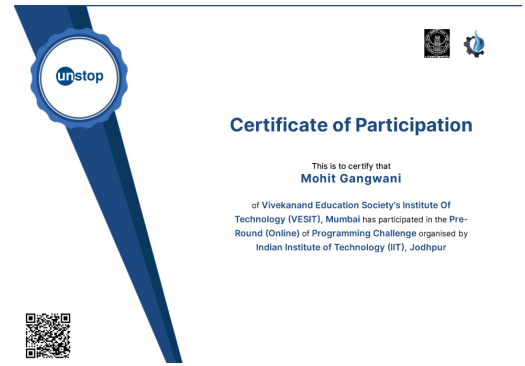 unstop
Certificate of Participation
This is to certify that
Mohit Gangwani
of Vivekanand Education Society's Institute Of
Technology (VESIT), Mumbai has participated in the Pre-
Round (Online) of Programming Challenge organised by
Indian Institute of Technology (IIT), Jodhpur